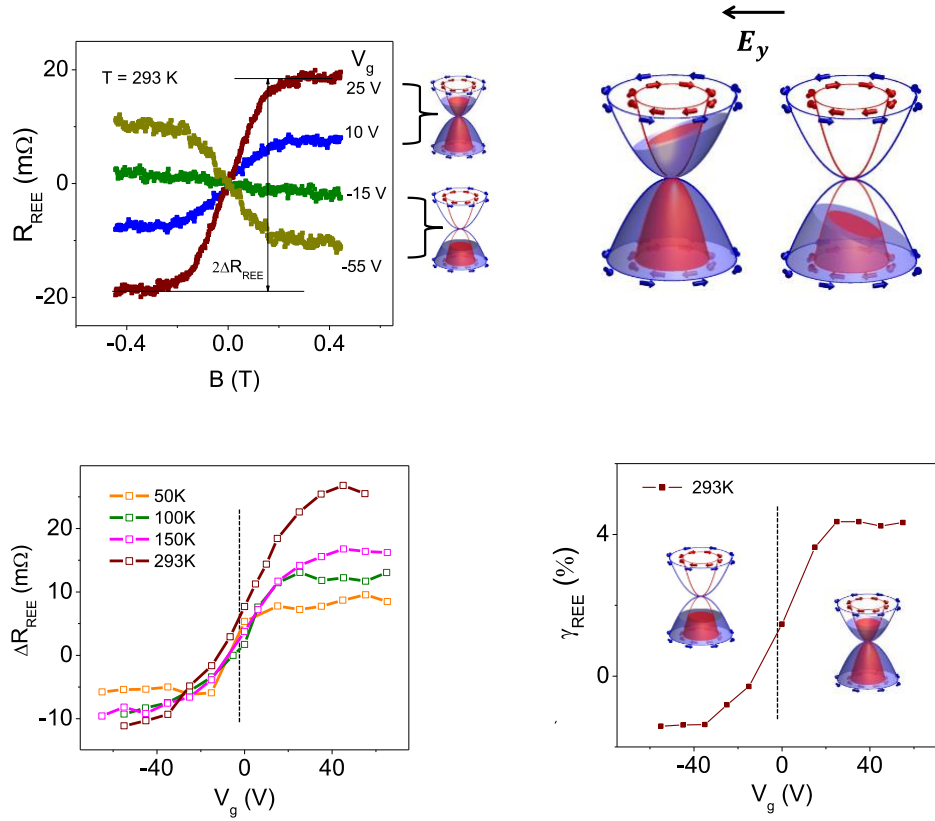 E_y
T = 293 K
V_g
25 V
10 V
-15 V
-55 V
2ΔR_REE
20
0
-20
R_REE (mΩ)
-0.4
0.0
0.4
B (T)
50K
100K
150K
293K
20
10
0
-10
ΔR_REE (mΩ)
-40
0
40
V_g (V)
293K
4
0
γ_REE (%)
-40
0
40
V_g (V)